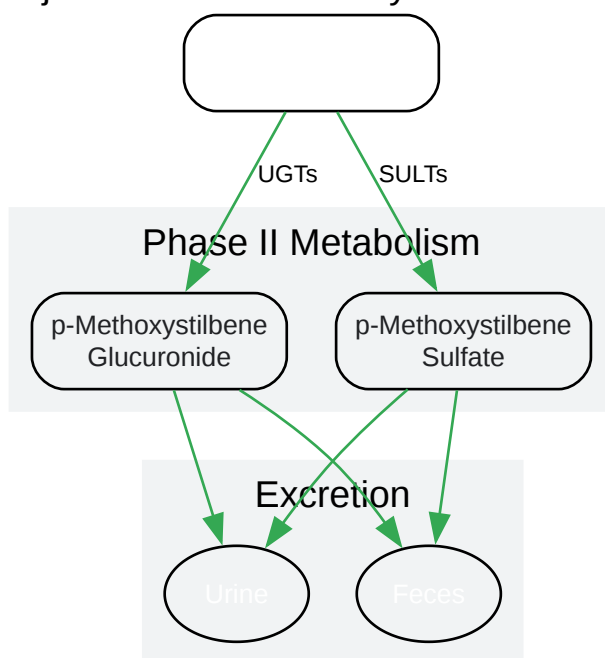 UGTs
SULTs
Phase II Metabolism
p-Methoxystilbene
Glucuronide
p-Methoxystilbene
Sulfate
Excretion
Urine
Feces